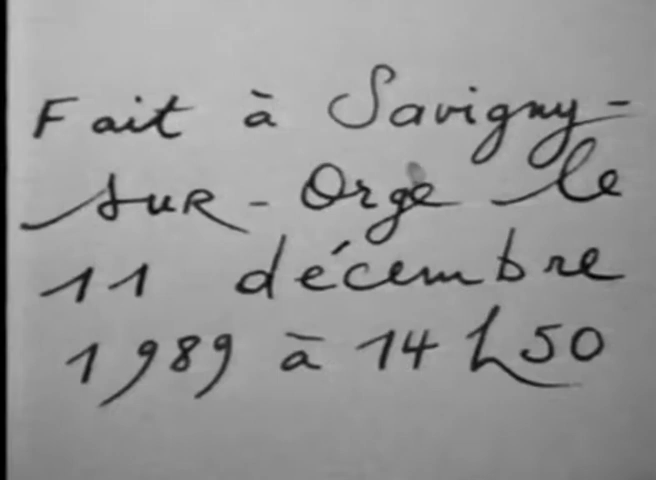 Fait à Savigny-
sur-Orge le
11 décembre
1989 à 14h50